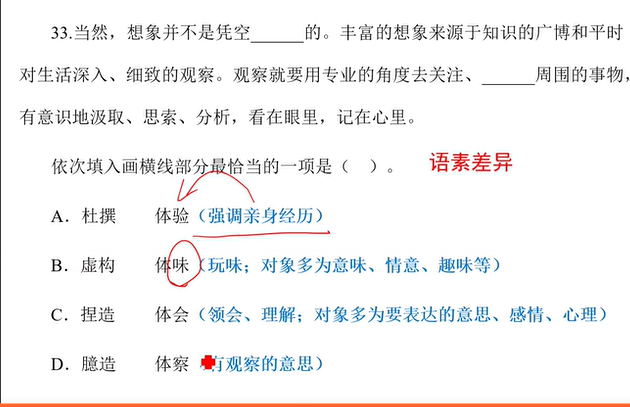 33.当然，想象并不是凭空______的。丰富的想象来源于知识的广博和平时
对生活深入、细致的观察。观察就要用专业的角度去关注、______周围的事物，
有意识地汲取、思索、分析，看在眼里，记在心里。
依次填入画横线部分最恰当的一项是（ ）。 语素差异
A．杜撰 体验（强调亲身经历）
B．虚构 体味（玩味；对象多为意味、情意、趣味等）
C．捏造 体会（领会、理解；对象多为要表达的意思、感情、心理）
D．臆造 体察 有观察的意思）